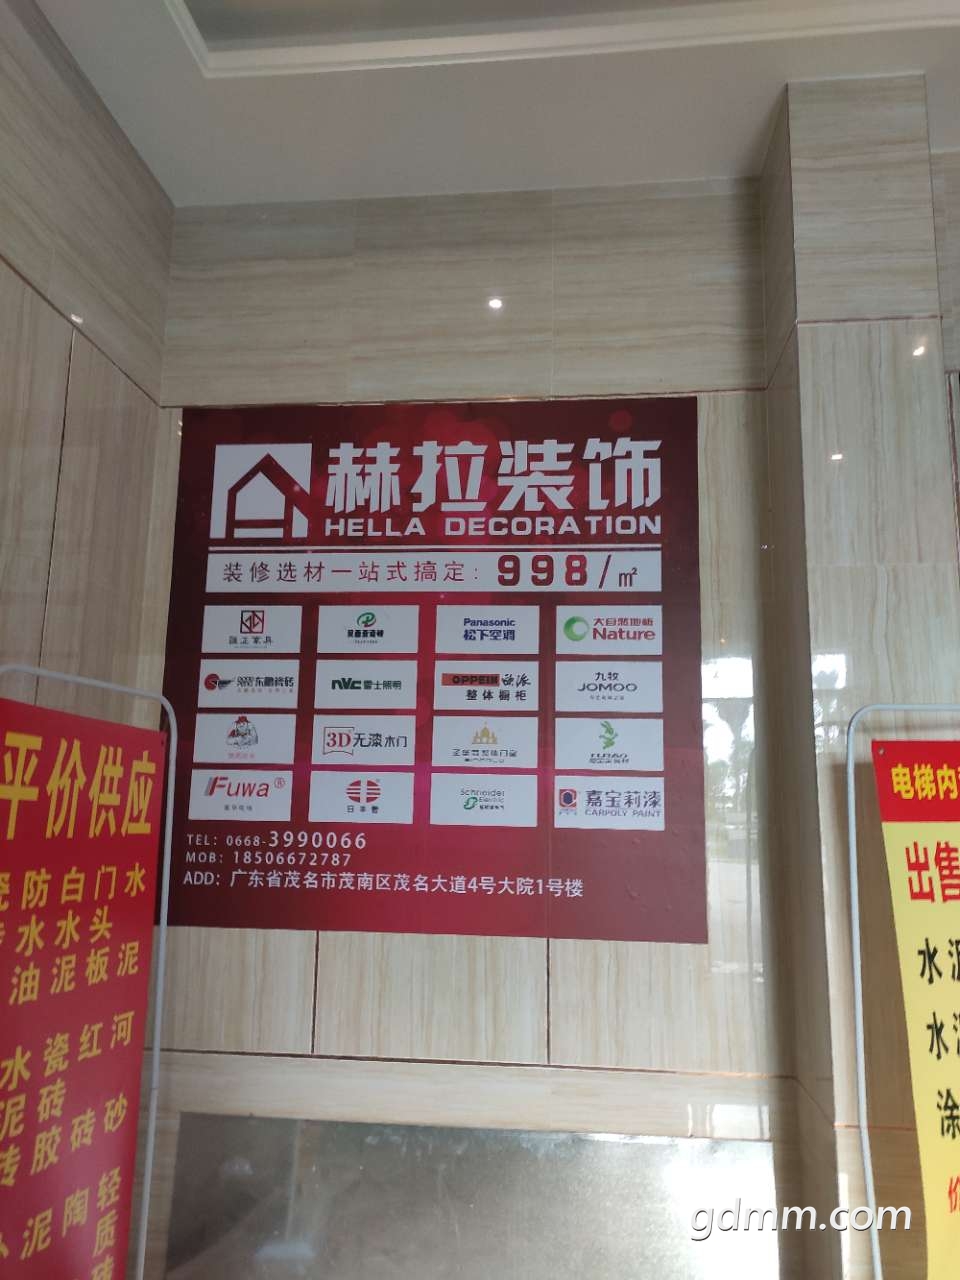 赫拉装饰
HELLA DECORATION
装修选材一站式搞定：998/㎡
Panasonic
松下空调
大自然地板
Nature
东鹏瓷砖
NVC 雷士照明
OPPEIN 欧派
整体橱柜
九牧
JOMOO
3D无漆木门
Fuwa®
日丰管
Schneider
Electric
嘉宝莉漆
CARPOLY PAINT
TEL: 0668-3990066
MOB: 18506672787
ADD: 广东省茂名市茂南区茂名大道4号大院1号楼
平价供应
瓷防白门水
水水头
油泥板泥
水瓷红河
泥砖
砖胶砖砂
泥陶轻
质
砖
电梯内
出售
水泥
水泥
涂
价
gdmm.com